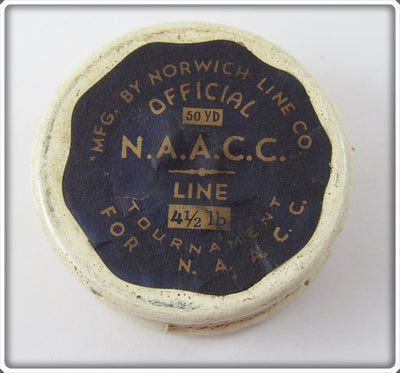 MFG. BY NORWICH LINE CO.
OFFICIAL
50 YD
N.A.A.C.C.
LINE
4½ lb
TOURNAMENT
FOR N. A. A. C. C.